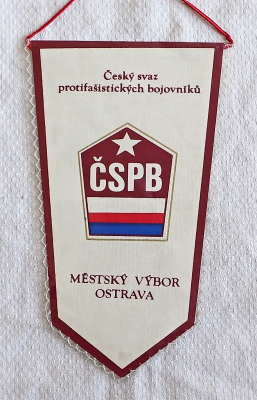 Český svaz
protifašistických bojovníků
ČSPB
MĚSTSKÝ VÝBOR
OSTRAVA